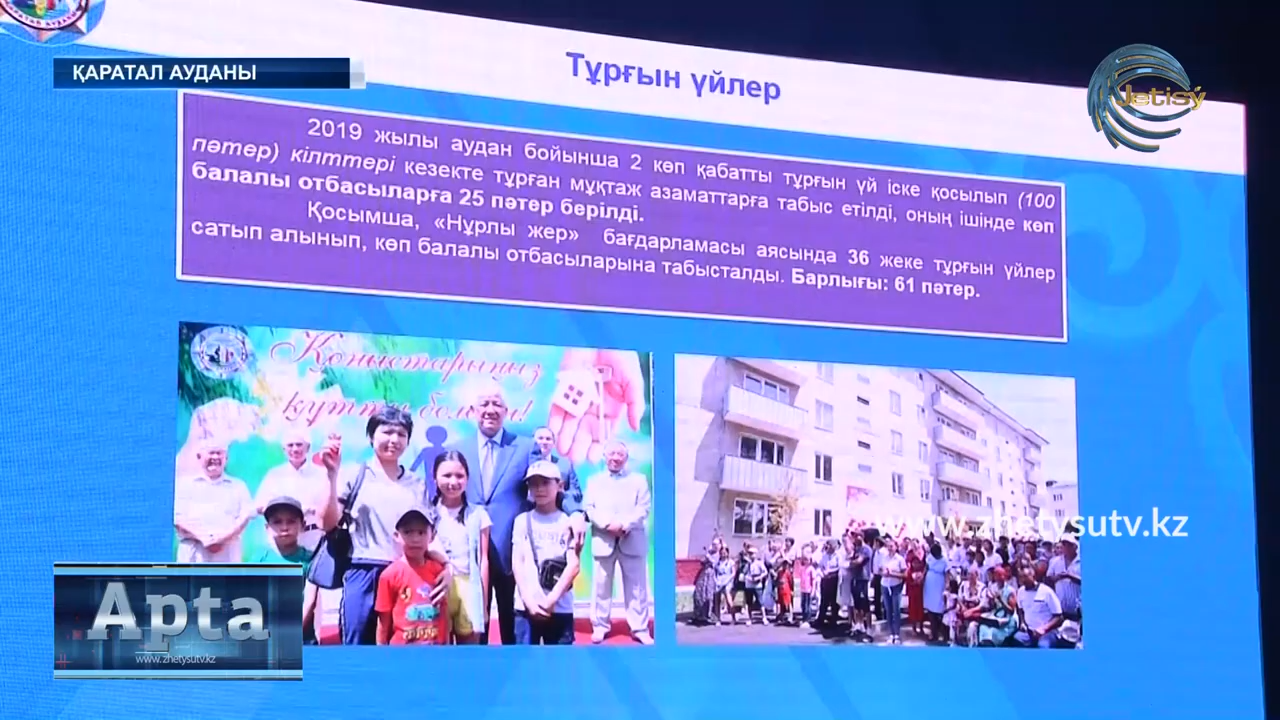 ҚАРАТАЛ АУДАНЫ
Тұрғын үйлер
Jetisý
2019 жылы аудан бойынша 2 көп қабатты тұрғын үй іске қосылып (100
пәтер) кілттері кезекте тұрған мұқтаж азаматтарға табыс етілді, оның ішінде көп
балалы отбасыларға 25 пәтер берілді.
Қосымша, «Нұрлы жер» бағдарламасы аясында 36 жеке тұрғын үйлер
сатып алынып, көп балалы отбасыларына табысталды. Барлығы: 61 пәтер.
Қоныстарыңыз
құтты болсын!
www.zhetysutv.kz
Apta
www.zhetysutv.kz